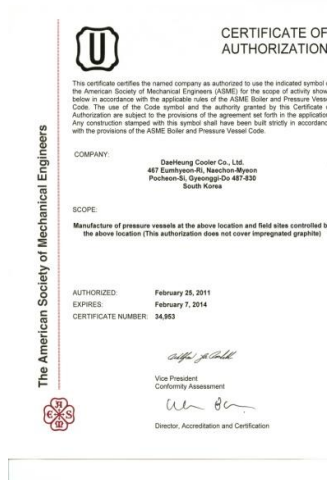 U
CERTIFICATE OF
AUTHORIZATION
This certificate certifies the named company as authorized to use the indicated symbol
the American Society of Mechanical Engineers (ASME) for the scope of activity show
below in accordance with the applicable rules of the ASME Boiler and Pressure Vesse
Code. The use of the Code symbol and the authority granted by this Certificate
Authorization are subject to the provisions of the agreement set forth in the application
Any construction stamped with this symbol shall have been built strictly in accordanc
with the provisions of the ASME Boiler and Pressure Vessel Code.
COMPANY:
DaeHeung Cooler Co., Ltd.
467 Eumhyeon-Ri, Naechon-Myeon
Pocheon-Si, Gyeonggi-Do 487-830
South Korea
SCOPE:
Manufacture of pressure vessels at the above location and field sites controlled b
the above location (This authorization does not cover impregnated graphite)
AUTHORIZED: February 25, 2011
EXPIRES: February 7, 2014
CERTIFICATE NUMBER: 34,953
Vice President
Conformity Assessment
Director, Accreditation and Certification
The American Society of Mechanical Engineers
A
E S
M